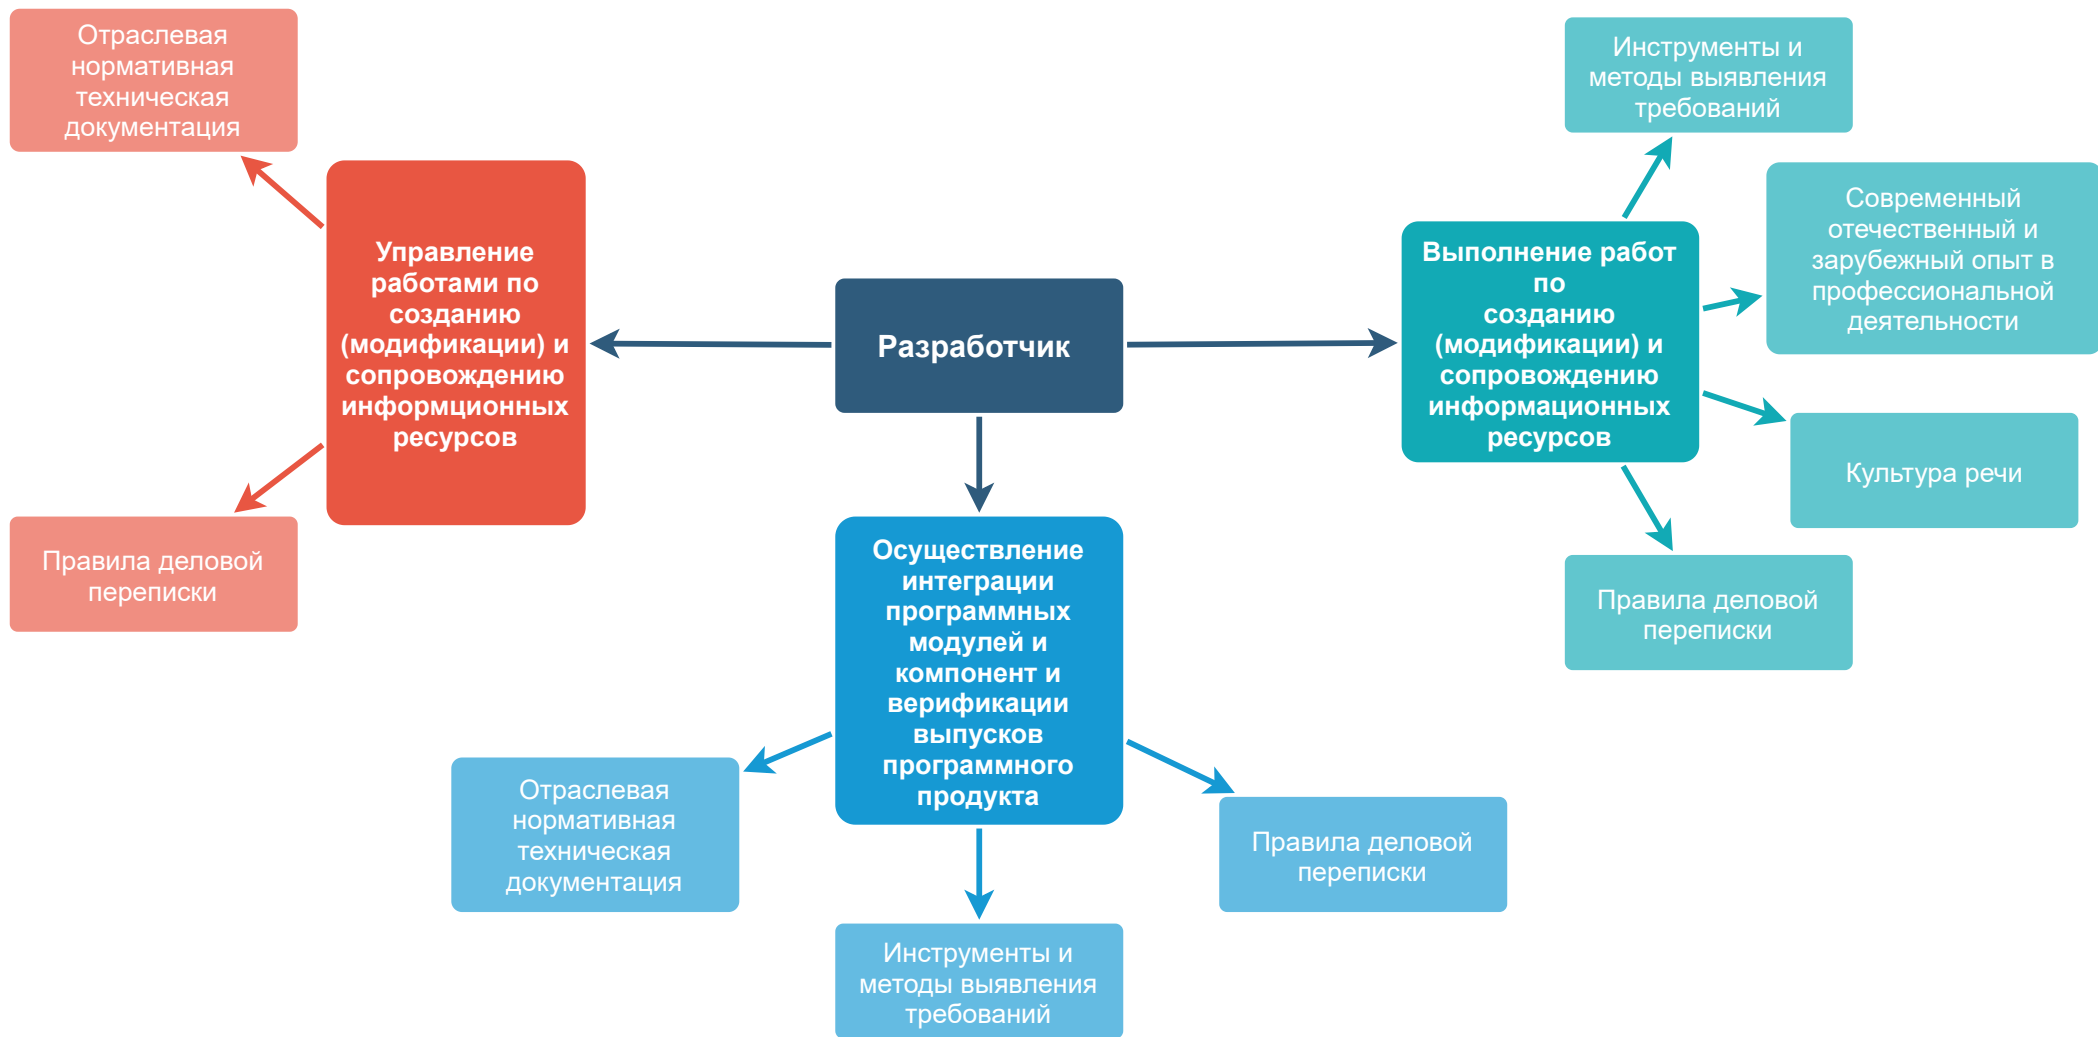 Отраслевая
нормативная
техническая
документация
Управление
работами по
созданию
(модификации) и
сопровождению
информционных
ресурсов
Правила деловой
переписки
Разработчик
Осуществление
интеграции
программных
модулей и
компонент и
верификации
выпусков
программного
продукта
Отраслевая
нормативная
техническая
документация
Инструменты и
методы выявления
требований
Правила деловой
переписки
Выполнение работ
по
созданию
(модификации) и
сопровождению
информационных
ресурсов
Инструменты и
методы выявления
требований
Современный
отечественный и
зарубежный опыт в
профессиональной
деятельности
Культура речи
Правила деловой
переписки